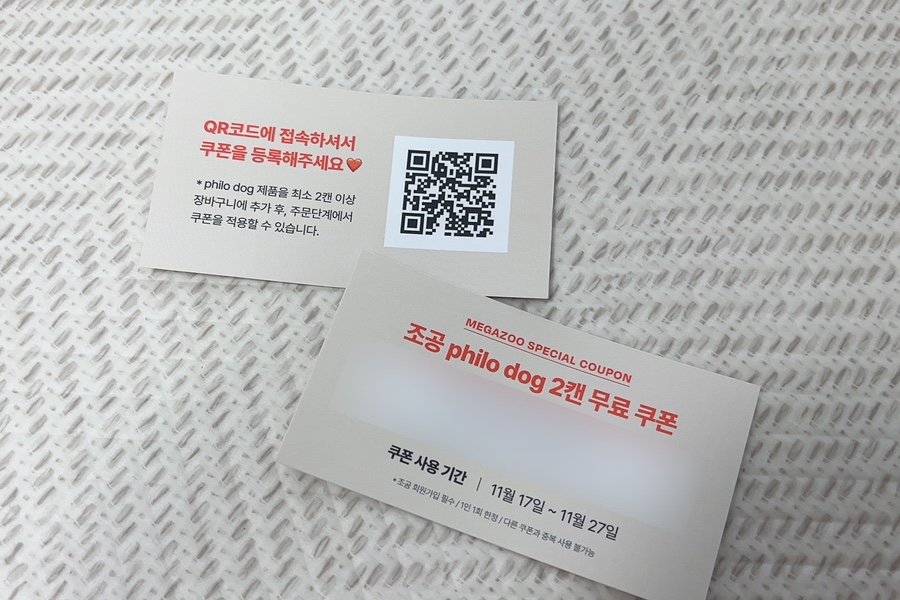 QR코드에 접속하셔서
쿠폰을 등록해주세요❤️
* philo dog 제품을 최소 2캔 이상
장바구니에 추가 후, 주문단계에서
쿠폰을 적용할 수 있습니다.
MEGAZOO SPECIAL COUPON
조공 philo dog 2캔 무료 쿠폰
쿠폰 사용 기간 | 11월 17일 ~ 11월 27일
*조공 회원가입 필수 / 1인 1회 한정 / 다른 쿠폰과 중복 사용 불가능